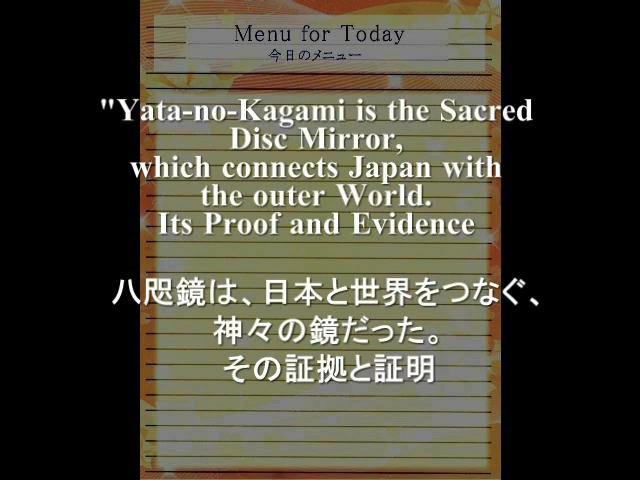 Menu for Today
今日のメニュー
"Yata-no-Kagami is the Sacred
Disc Mirror,
which connects Japan with
the outer World.
Its Proof and Evidence
八咫鏡は、日本と世界をつなぐ、
神々の鏡だった。
その証拠と証明